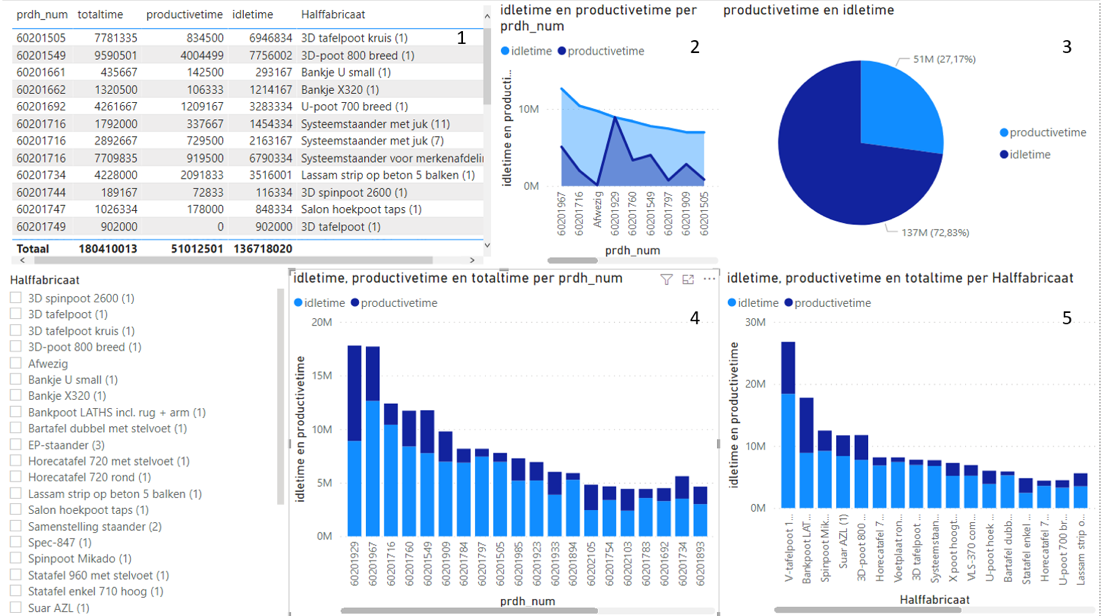 prdh_num totaltime productivetime idletime Halffabricaat
60201505 7781335 834500 6946834 3D tafelpoot kruis (1)
60201549 9590501 4004499 7756002 3D-poot 800 breed (1)
60201661 435667 142500 293167 Bankje U small (1)
60201662 1320500 106333 1214167 Bankje X320 (1)
60201692 4261667 1209167 3283334 U-poot 700 breed (1)
60201716 1792000 337667 1454334 Systeemstaander met juk (11)
60201716 2892667 729500 2163167 Systeemstaander met juk (7)
60201716 7709835 919500 6790334 Systeemstaander voor merkenafdelin
60201734 4228000 2091833 3516001 Lassam strip op beton 5 balken (1)
60201744 189167 72833 116334 3D spinpoot 2600 (1)
60201747 1026334 178000 848334 Salon hoekpoot taps (1)
60201749 902000 0 902000 3D tafelpoot (1)
Totaal 180410013 51012501 136718020
1
idletime en productivetime per
prdh_num
idletime productivetime
2
idletime en producti...
10M
0M
60201967
60201716
Afwezig
60201929
60201760
60201549
60201797
60201909
60201505
prdh_num
productivetime en idletime
3
51M (27,17%)
productivetime
idletime
137M (72,83%)
Halffabricaat
3D spinpoot 2600 (1)
3D tafelpoot (1)
3D tafelpoot kruis (1)
3D-poot 800 breed (1)
Afwezig
Bankje U small (1)
Bankje X320 (1)
Bankpoot LATHS incl. rug + arm (1)
Bartafel dubbel met stelvoet (1)
EP-staander (3)
Horecatafel 720 met stelvoet (1)
Horecatafel 720 rond (1)
Lassam strip op beton 5 balken (1)
Salon hoekpoot taps (1)
Samenstelling staander (2)
Spec-847 (1)
Spinpoot Mikado (1)
Statafel 960 met stelvoet (1)
Statafel enkel 710 hoog (1)
Suar AZL (1)
idletime, productivetime en totaltime per prdh_num
idletime productivetime
4
idletime en productivetime
20M
15M
10M
5M
0M
60201929
60201967
60201716
60201760
60201549
60201909
60201784
60201797
60201505
60201985
60201923
60201933
60201894
60202105
60201754
60202103
60201783
60201692
60201734
60201893
prdh_num
idletime, productivetime en totaltime per Halffabricaat
idletime productivetime
5
idletime en productivetime
30M
20M
10M
0M
V-tafelpoot 1...
Bankpoot LAT...
Spinpoot Mik...
Suar AZL (1)
3D-poot 800...
Horecatafel 7...
Voetplaat ron...
3D tafelpoot ...
Systeemstaan...
X poot hoogt...
VLS-370 com...
U-poot hoek ...
Bartafel dubb...
Statafel enkel ...
Horecatafel 7...
U-poot 700 br...
Lassam strip o...
Halffabricaat